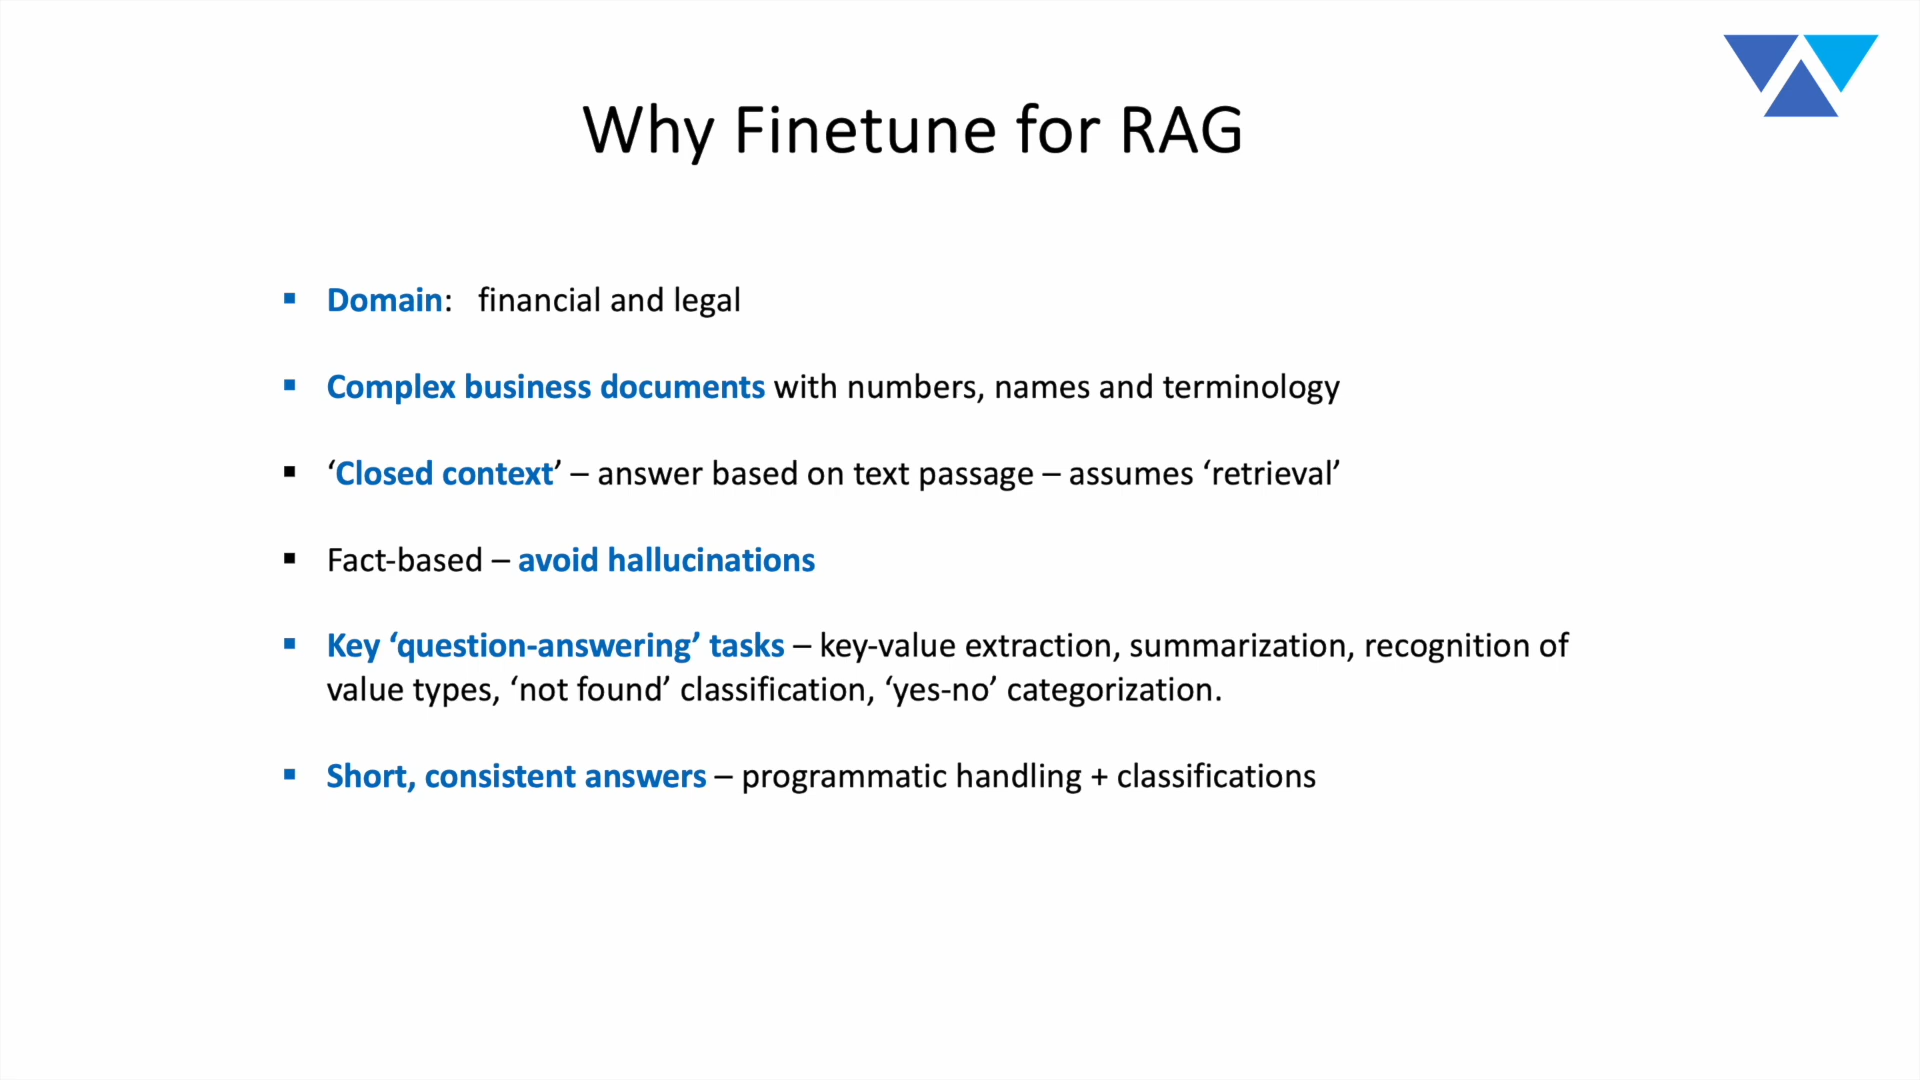 Why Finetune for RAG
▪ Domain:   financial and legal
▪ Complex business documents with numbers, names and terminology
▪ ‘Closed context’ – answer based on text passage – assumes ‘retrieval’
▪ Fact-based – avoid hallucinations
▪ Key ‘question-answering’ tasks – key-value extraction, summarization, recognition of
value types, ‘not found’ classification, ‘yes-no’ categorization.
▪ Short, consistent answers – programmatic handling + classifications